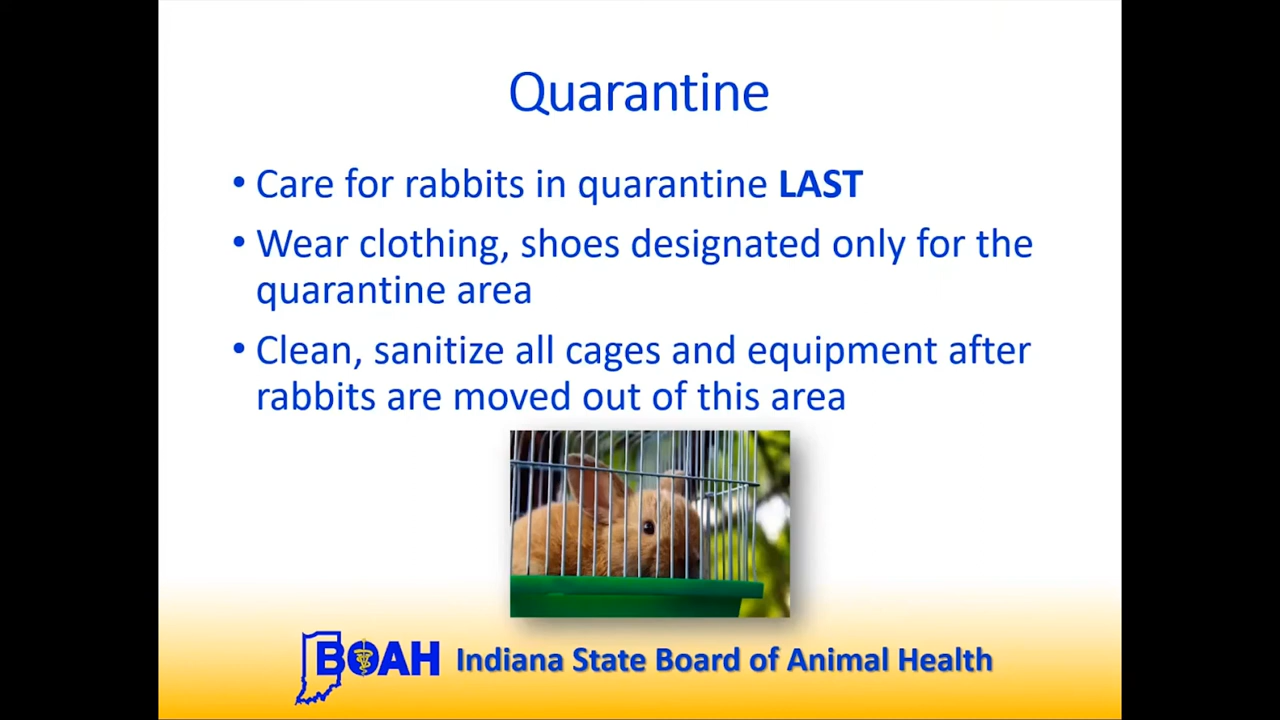 Quarantine
• Care for rabbits in quarantine LAST
• Wear clothing, shoes designated only for the
quarantine area
• Clean, sanitize all cages and equipment after
rabbits are moved out of this area
BOAH Indiana State Board of Animal Health